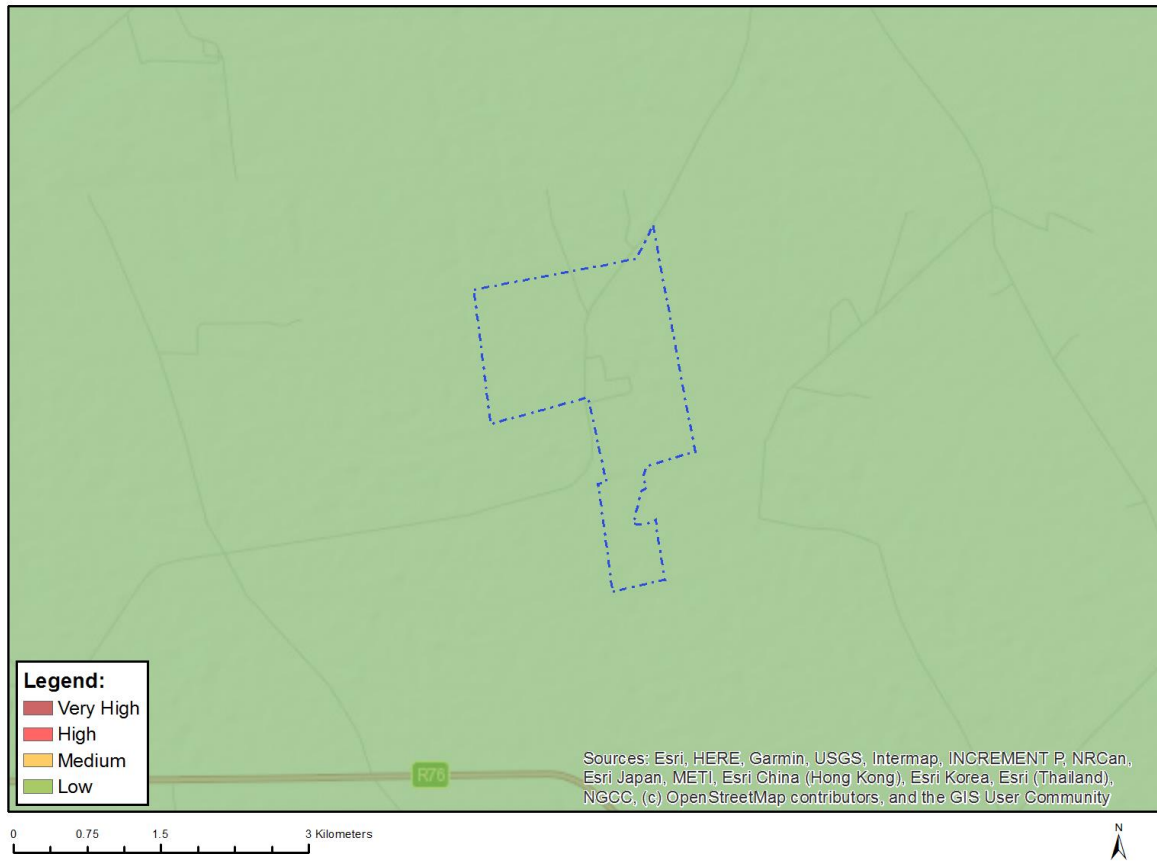 Legend:
Very High
High
Medium
Low
R76
Sources: Esri, HERE, Garmin, USGS, Intermap, INCREMENT P, NRCan,
Esri Japan, METI, Esri China (Hong Kong), Esri Korea, Esri (Thailand),
NGCC, (c) OpenStreetMap contributors, and the GIS User Community
0 0.75 1.5 3 Kilometers
N